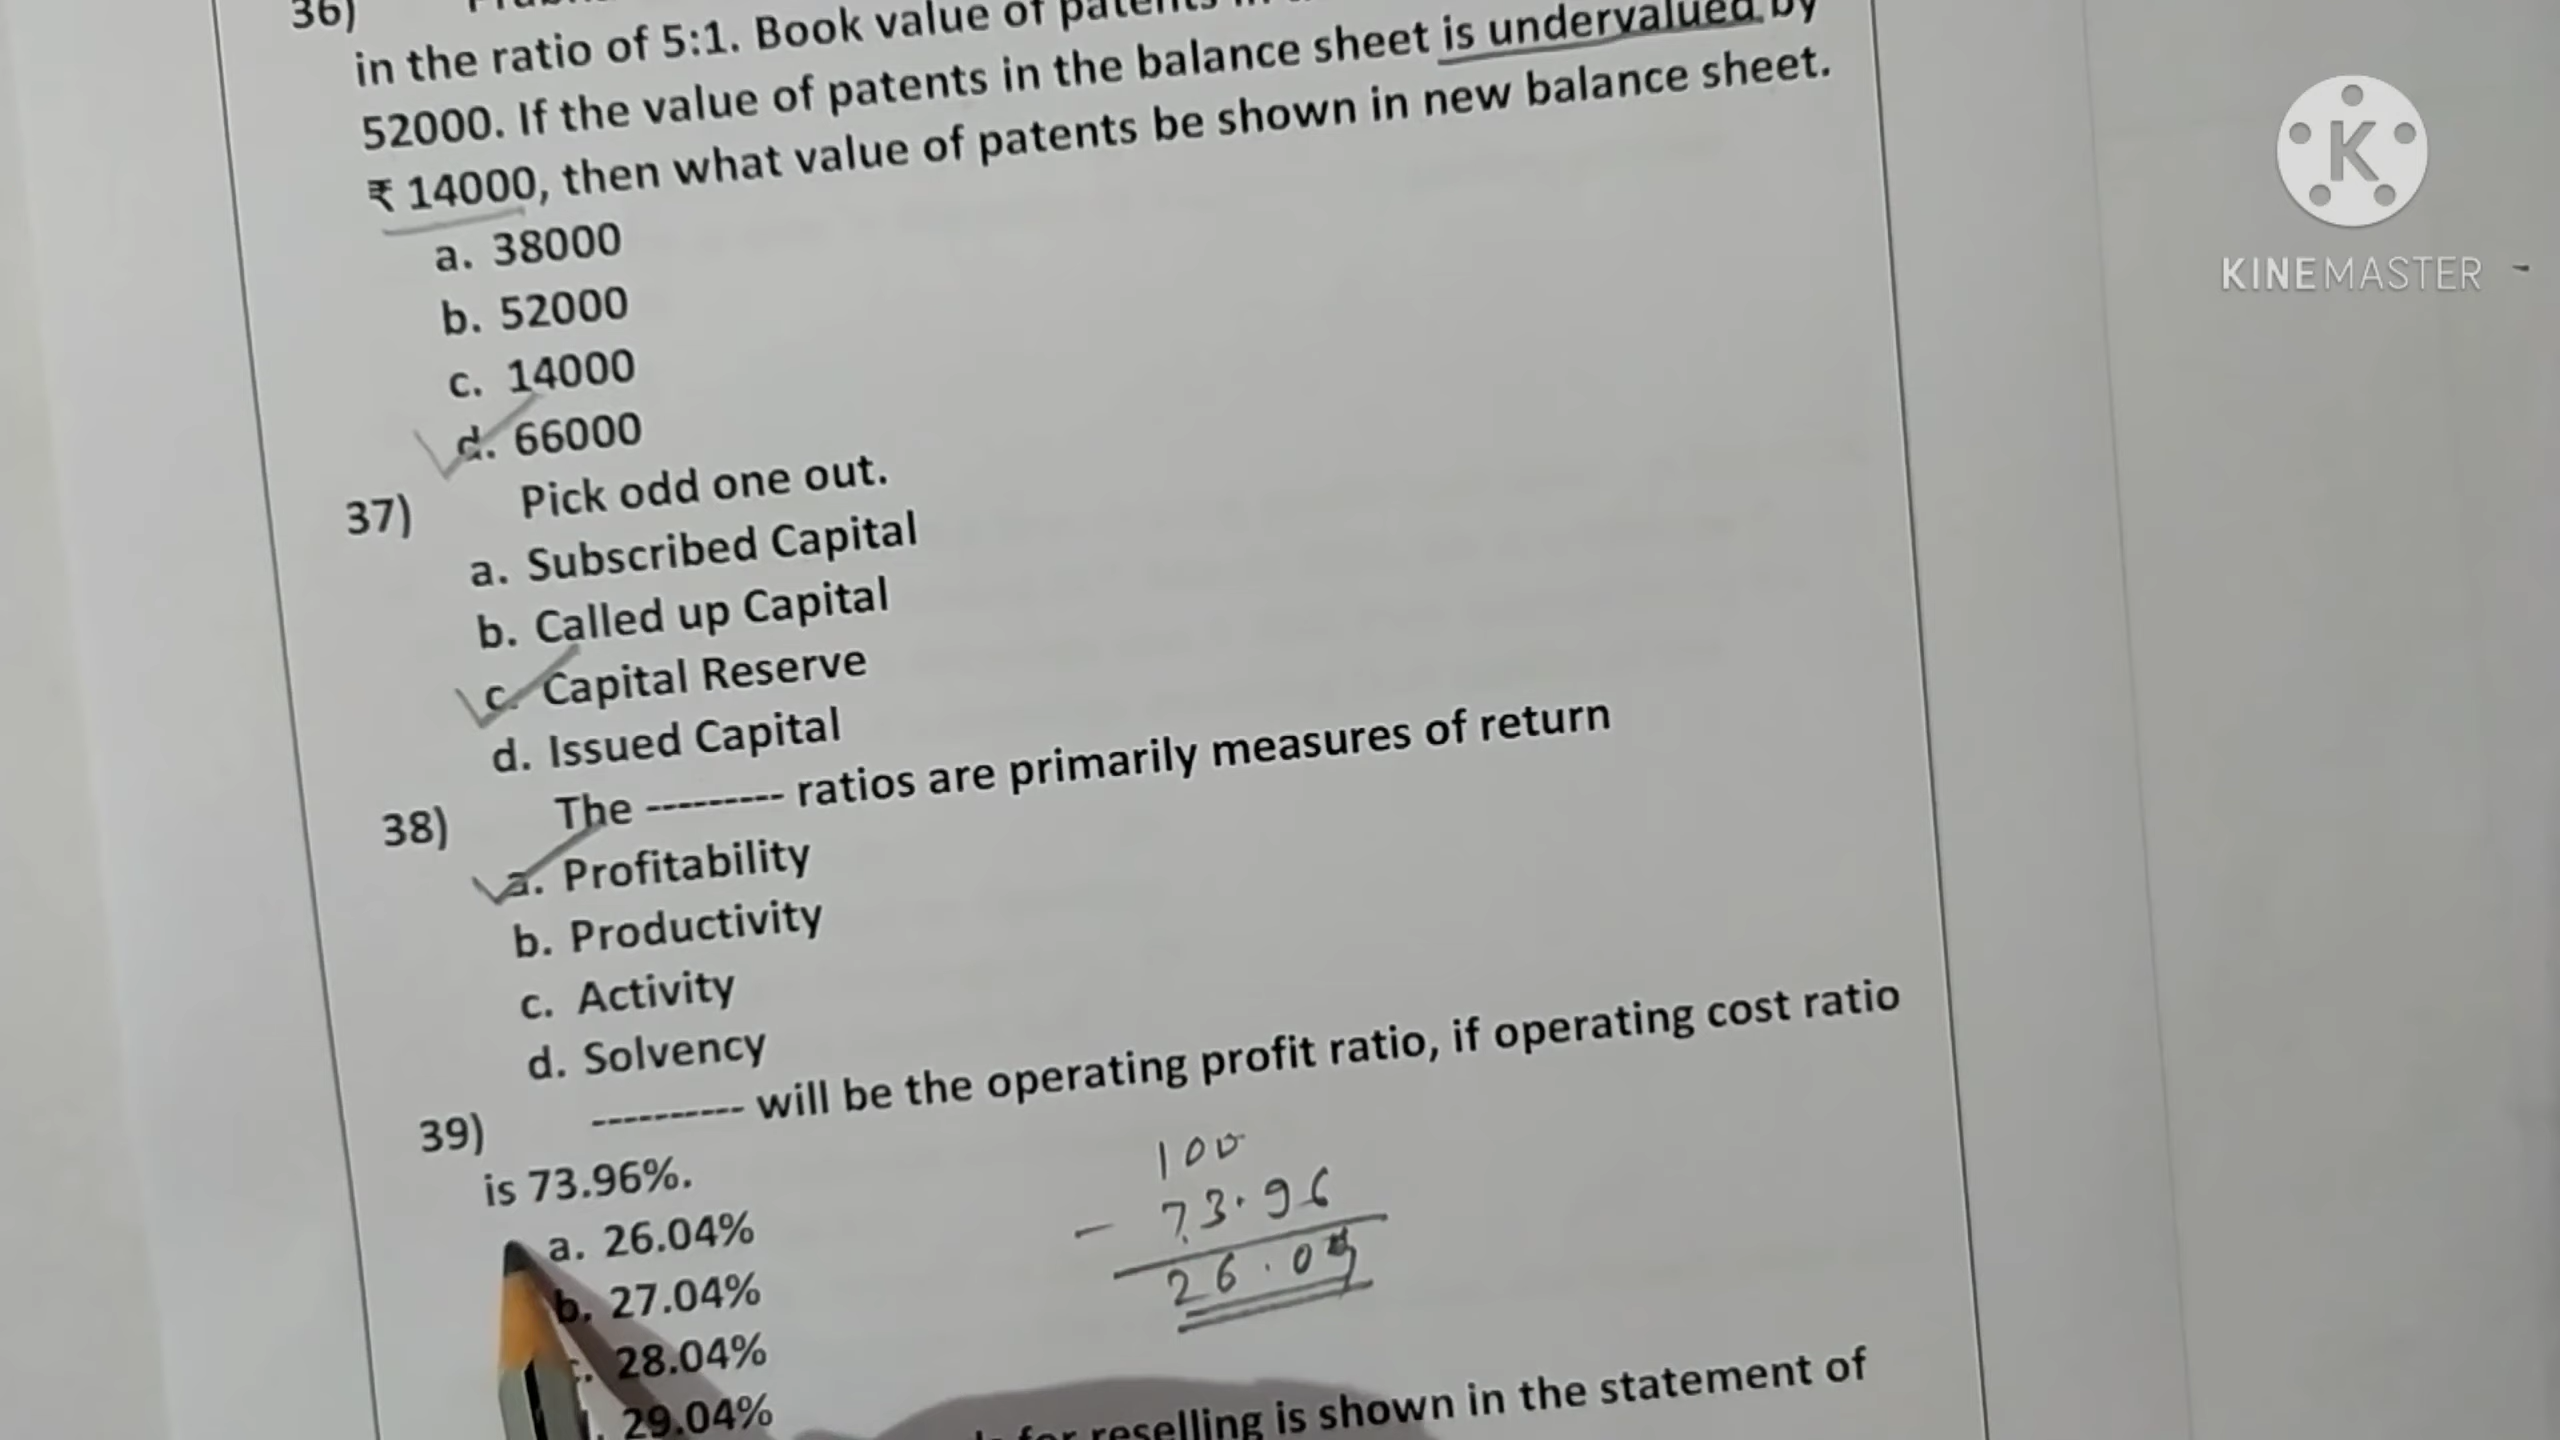 36)
in the ratio of 5:1. Book value of patents
52000. If the value of patents in the balance sheet is undervalued by
₹ 14000, then what value of patents be shown in new balance sheet.
a. 38000
b. 52000
c. 14000
d. 66000
37) Pick odd one out.
a. Subscribed Capital
b. Called up Capital
c. Capital Reserve
d. Issued Capital
38) The --------- ratios are primarily measures of return
a. Profitability
b. Productivity
c. Activity
d. Solvency
39) ---------- will be the operating profit ratio, if operating cost ratio
is 73.96%.
a. 26.04%
b. 27.04%
c. 28.04%
29.04%
100
- 73.96
26.04
for reselling is shown in the statement of
K
KINEMASTER